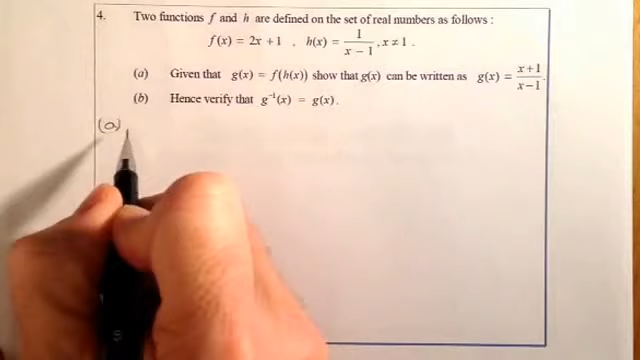 4. Two functions f and h are defined on the set of real numbers as follows :
f(x) = 2x + 1 , h(x) = 1/(x − 1) , x ≠ 1 .
(a) Given that g(x) = f(h(x)) show that g(x) can be written as g(x) = (x+1)/(x−1).
(b) Hence verify that g⁻¹(x) = g(x).
(a)